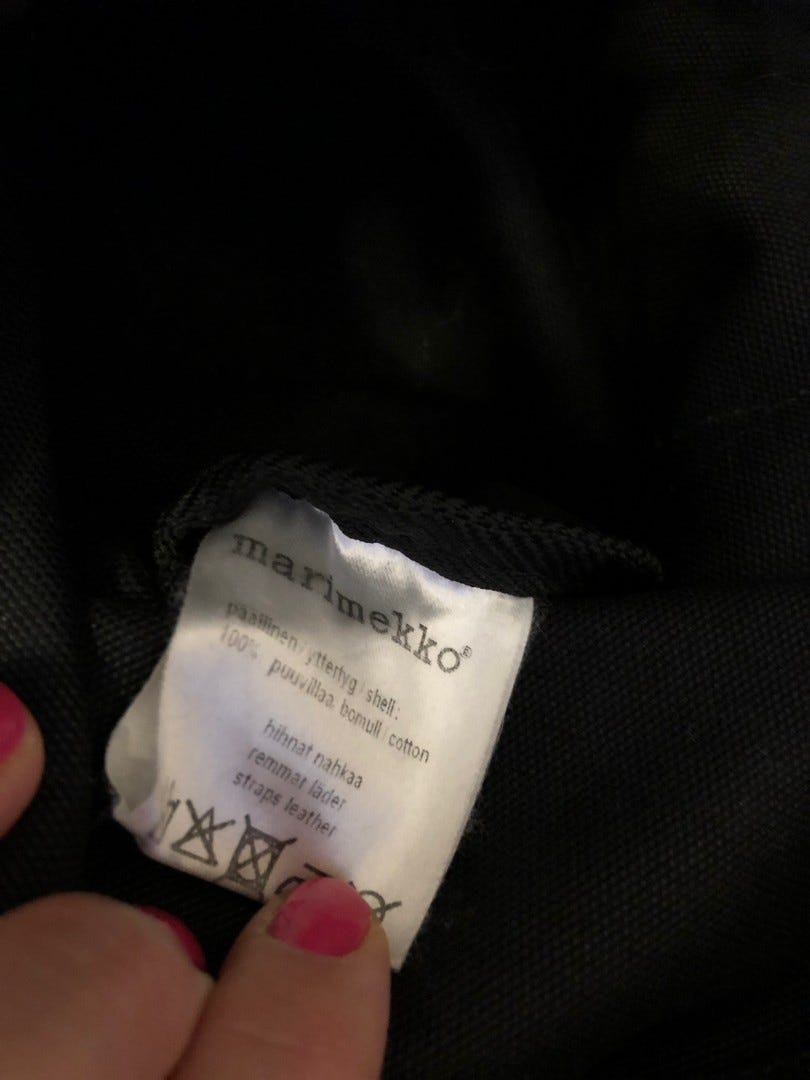 marimekko®
päällinen / yttertyg / shell:
100% puuvillaa, bomull / cotton
hihnat nahkaa
remmar läder
straps leather